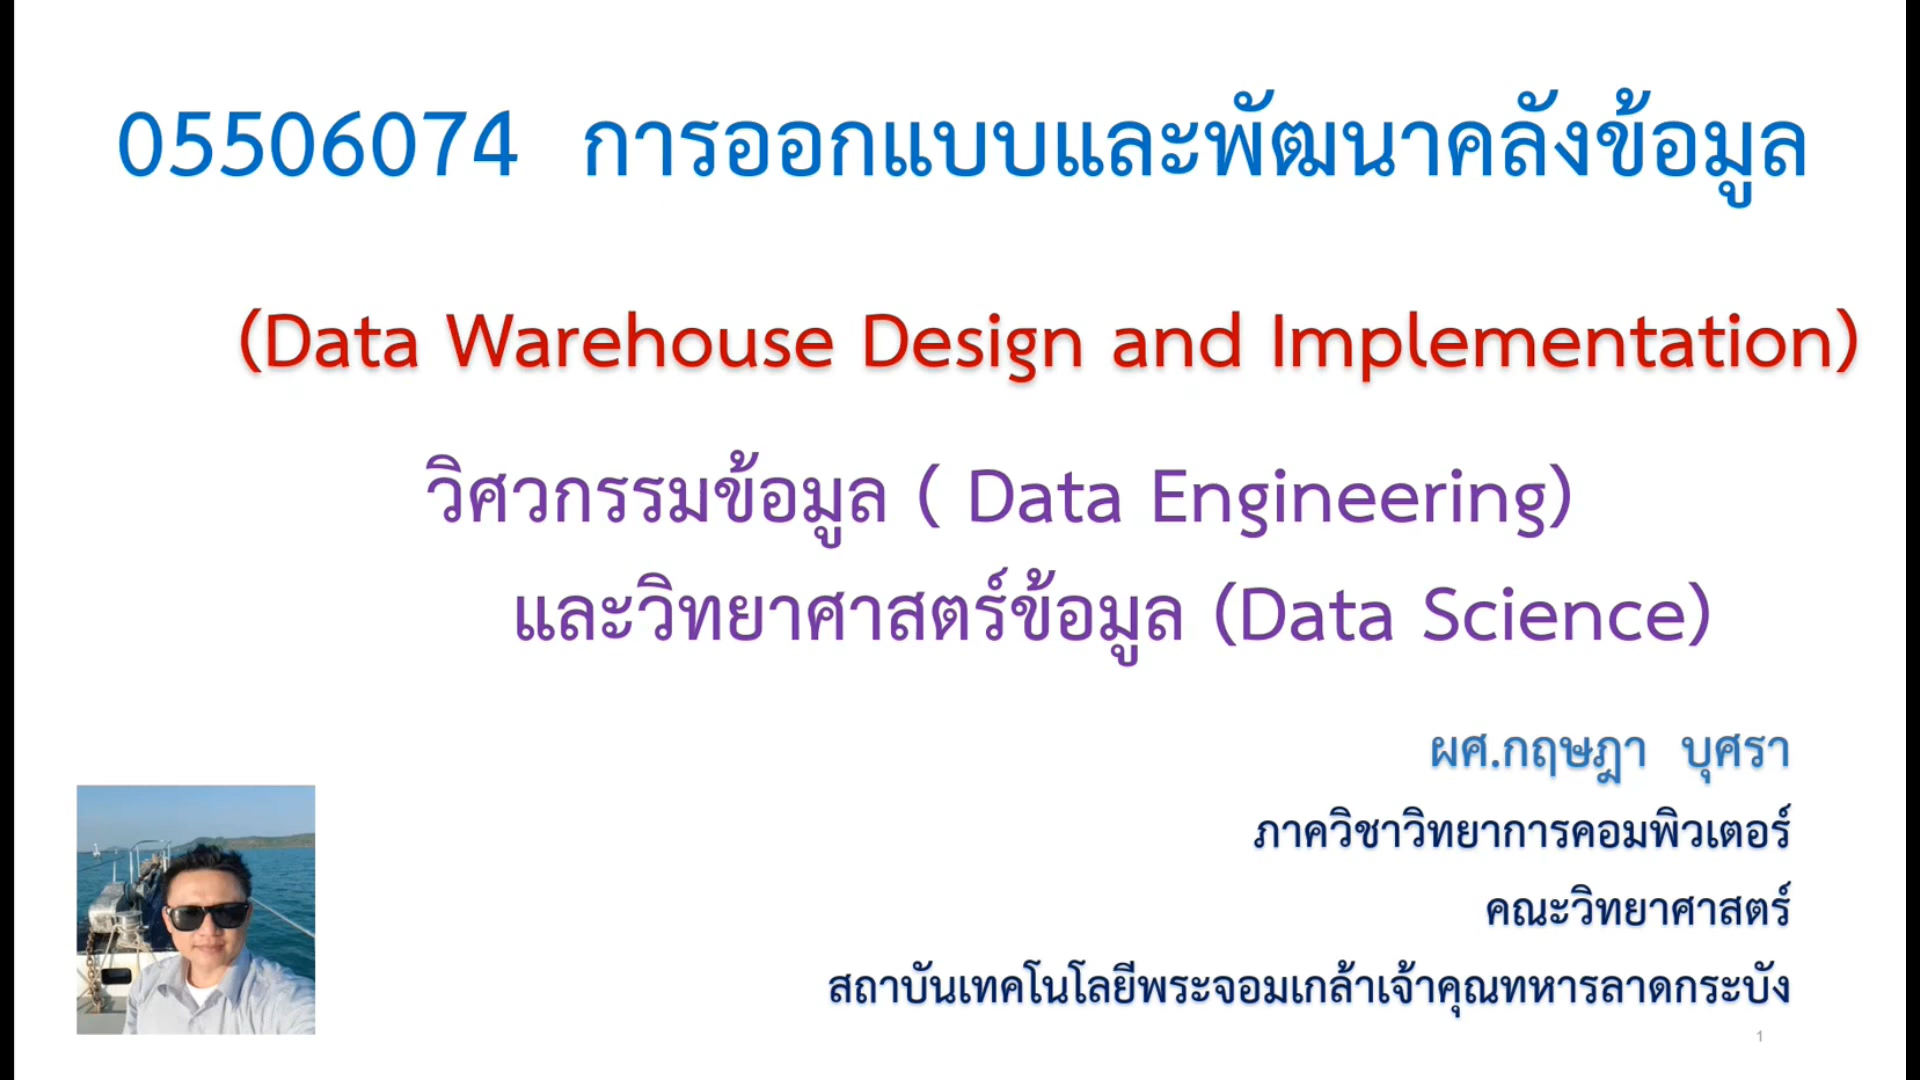 05506074 การออกแบบและพัฒนาคลังข้อมูล
(Data Warehouse Design and Implementation)
วิศวกรรมข้อมูล ( Data Engineering)
และวิทยาศาสตร์ข้อมูล (Data Science)
ผศ.กฤษฎา บุศรา
ภาควิชาวิทยาการคอมพิวเตอร์
คณะวิทยาศาสตร์
สถาบันเทคโนโลยีพระจอมเกล้าเจ้าคุณทหารลาดกระบัง
1